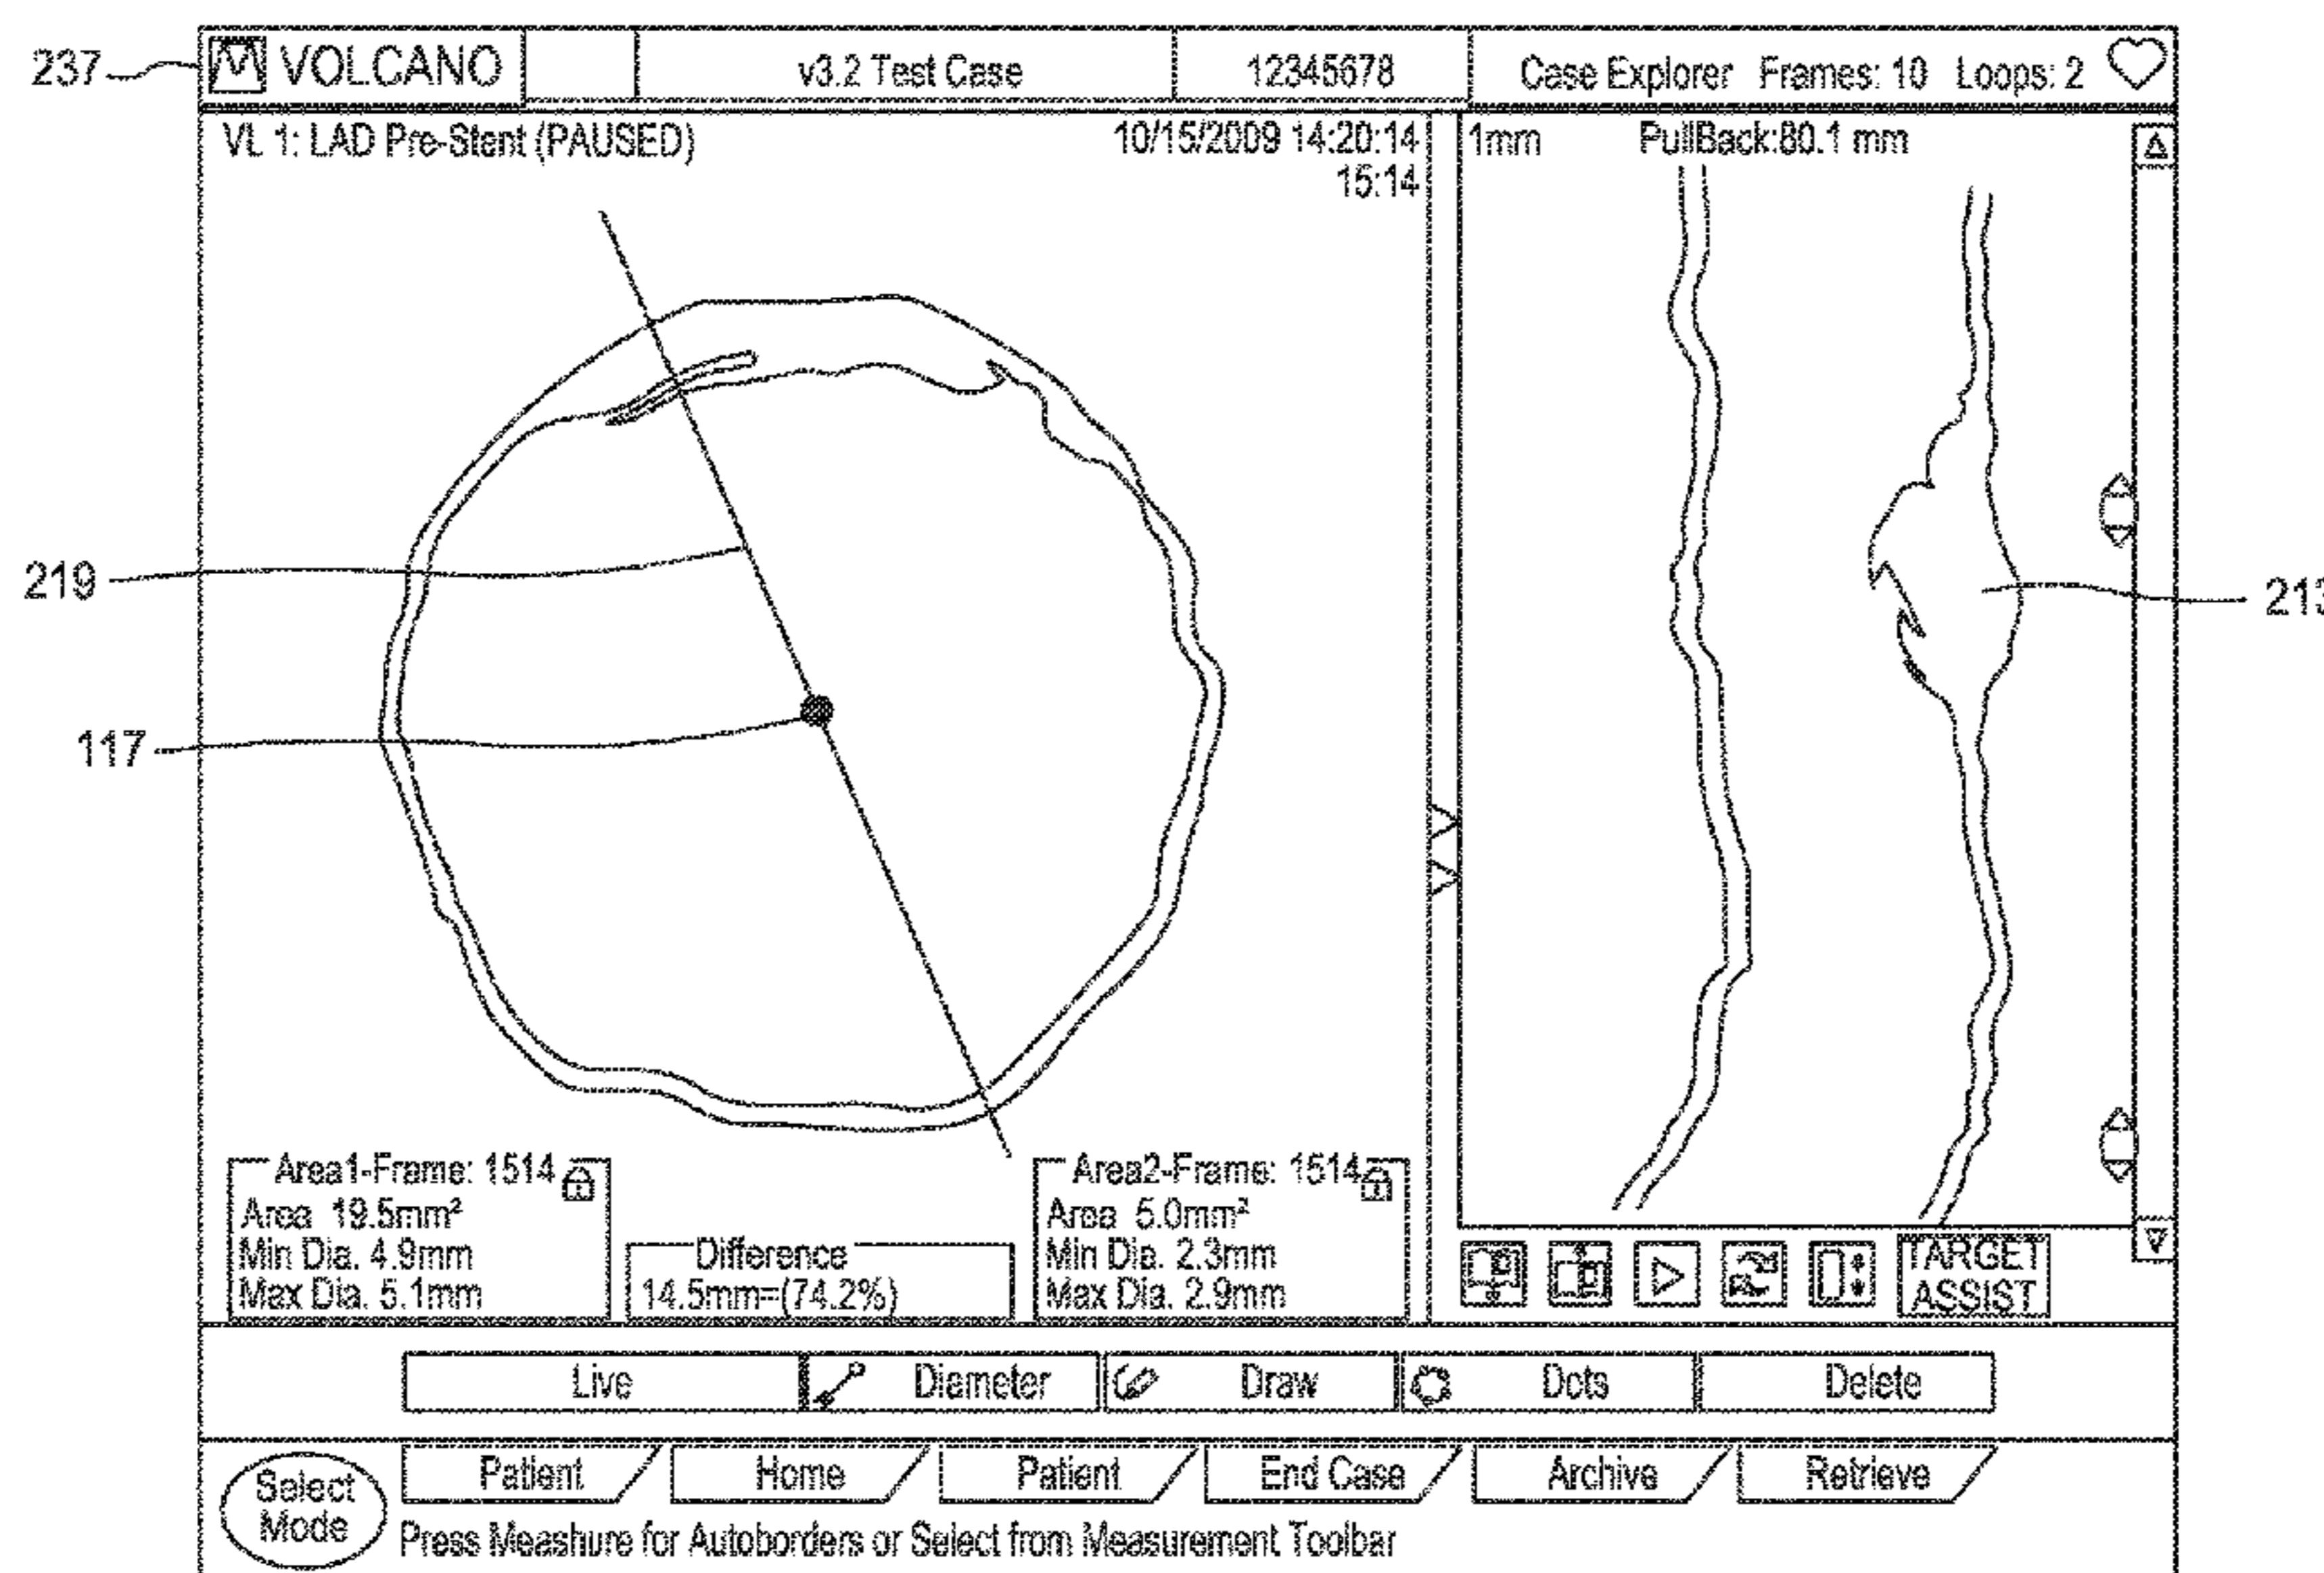 237
VOLCANO
v3.2 Test Case
12345678
Case Explorer Frames: 10 Loops: 2
VL 1: LAD Pre-Stent (PAUSED)
10/15/2009 14:20:14
15:14
1mm PullBack:80.1 mm
219
213
117
Area1-Frame: 1514
Area 19.5mm²
Min Dia. 4.9mm
Max Dia. 5.1mm
Difference
14.5mm=(74.2%)
Area2-Frame: 1514
Area 5.0mm²
Min Dia. 2.3mm
Max Dia. 2.9mm
TARGET
ASSIST
Live Diameter Draw Dots Delete
Select
Mode
Patient Home Patient End Case Archive Retrieve
Press Meashure for Autoborders or Select from Measurement Toolbar